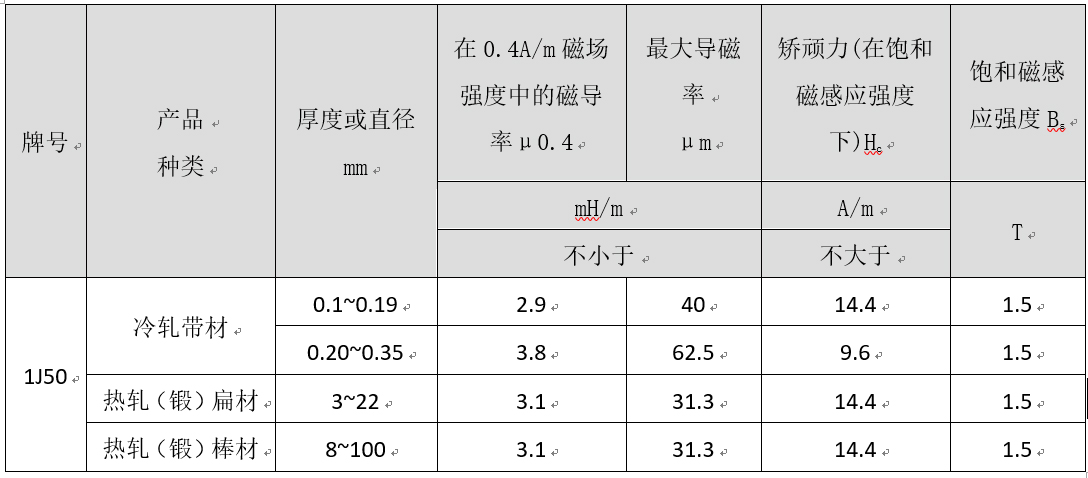 牌号
产品
种类
厚度或直径
mm
在0.4A/m磁场
强度中的磁导
率μ0.4
最大导磁
率
μm
矫顽力(在饱和
磁感应强度
下)Hc
饱和磁感
应强度Bs
mH/m
A/m
T
不小于
不大于
1J50
冷轧带材
0.1~0.19
2.9
40
14.4
1.5
0.20~0.35
3.8
62.5
9.6
1.5
热轧（锻）扁材
3~22
3.1
31.3
14.4
1.5
热轧（锻）棒材
8~100
3.1
31.3
14.4
1.5